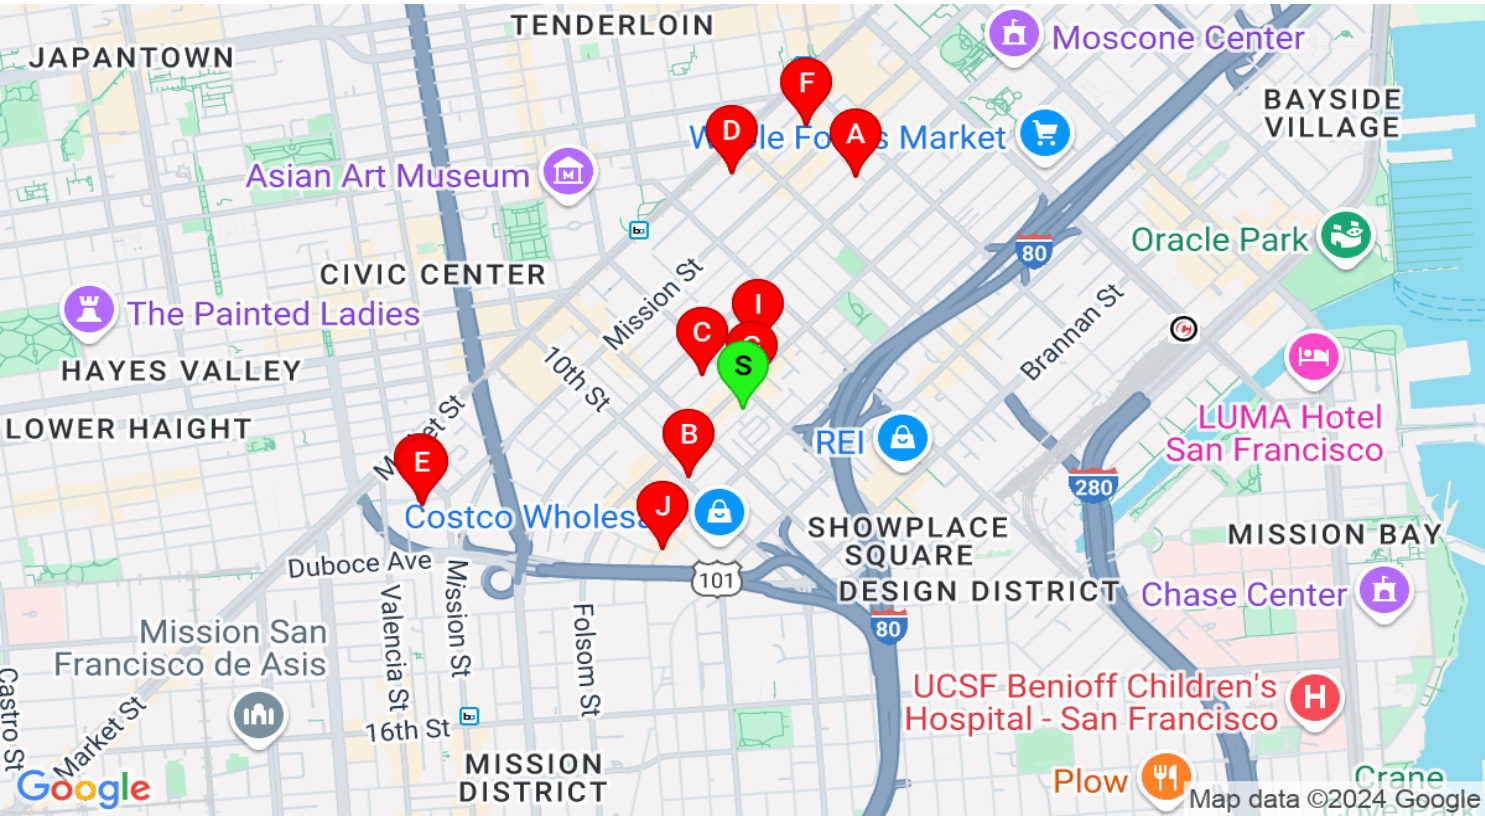 TENDERLOIN
JAPANTOWN
Moscone Center
BAYSIDE
VILLAGE
F
D
A
Asian Art Museum
Oracle Park
80
CIVIC CENTER
Mission St
The Painted Ladies
I
C
S
10th St
Brannan St
HAYES VALLEY
Market St
LOWER HAIGHT
B
REI
LUMA Hotel
San Francisco
E
280
J
Costco
SHOWPLACE
SQUARE
MISSION BAY
Duboce Ave
101
DESIGN DISTRICT
Chase Center
Valencia St
Mission St
Folsom St
80
Mission San
Francisco de Asis
Castro St
Market St
16th St
UCSF Benioff Children's
Hospital - San Francisco
H
MISSION
DISTRICT
Plow
Crane
Google
Map data ©2024 Google